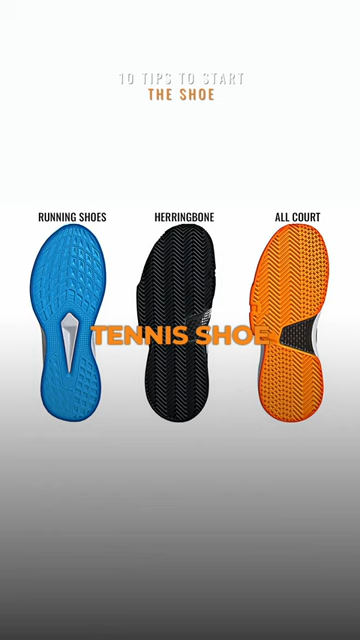 10 TIPS TO START
THE SHOE
RUNNING SHOES
HERRINGBONE
ALL COURT
TENNIS SHOE